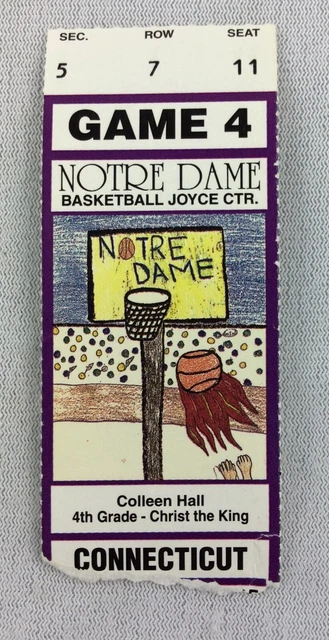 SEC. ROW SEAT
5 7 11
GAME 4
NOTRE DAME
BASKETBALL JOYCE CTR.
NOTRE
DAME
Colleen Hall
4th Grade - Christ the King
CONNECTICUT